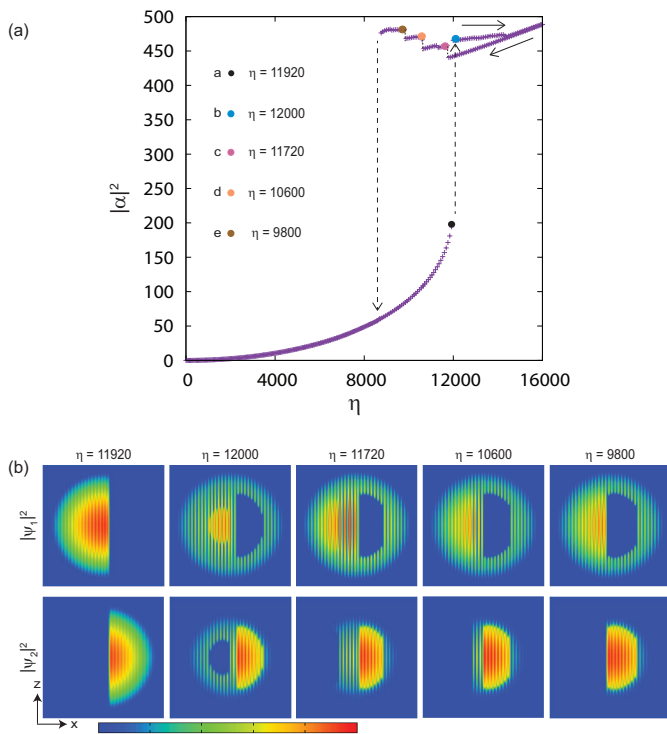 (a)
500
450
400
350
300
250
200
150
100
50
0
|α|²
a η = 11920
b η = 12000
c η = 11720
d η = 10600
e η = 9800
0 4000 8000 12000 16000
η
(b)
η = 11920 η = 12000 η = 11720 η = 10600 η = 9800
|ψ₁|²
|ψ₂|²
z
x